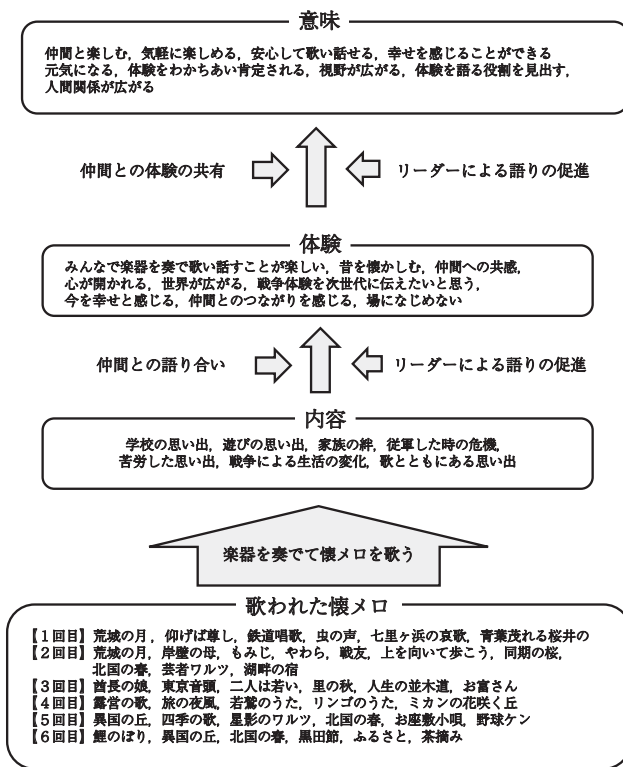 意味
仲間と楽しむ，気軽に楽しめる，安心して歌い話せる，幸せを感じることができる
元気になる，体験をわかちあい肯定される，視野が広がる，体験を語る役割を見出す，
人間関係が広がる
仲間との体験の共有
リーダーによる語りの促進
体験
みんなで楽器を奏で歌い話すことが楽しい，昔を懐かしむ，仲間への共感，
心が開かれる，世界が広がる，戦争体験を次世代に伝えたいと思う，
今を幸せと感じる，仲間とのつながりを感じる，場になじめない
仲間との語り合い
リーダーによる語りの促進
内容
学校の思い出，遊びの思い出，家族の絆，従軍した時の危機，
苦労した思い出，戦争による生活の変化，歌とともにある思い出
楽器を奏でて懐メロを歌う
歌われた懐メロ
【１回目】荒城の月，仰げば尊し，鉄道唱歌，虫の声，七里ヶ浜の哀歌，青葉茂れる桜井の
【２回目】荒城の月，岸壁の母，もみじ，やわら，戦友，上を向いて歩こう，同期の桜，
北国の春，芸者ワルツ，湖畔の宿
【３回目】酋長の娘，東京音頭，二人は若い，里の秋，人生の並木道，お富さん
【４回目】露営の歌，旅の夜風，若鷲のうた，リンゴのうた，ミカンの花咲く丘
【５回目】異国の丘，四季の歌，星影のワルツ，北国の春，お座敷小唄，野球ケン
【６回目】鯉のぼり，異国の丘，北国の春，黒田節，ふるさと，茶摘み